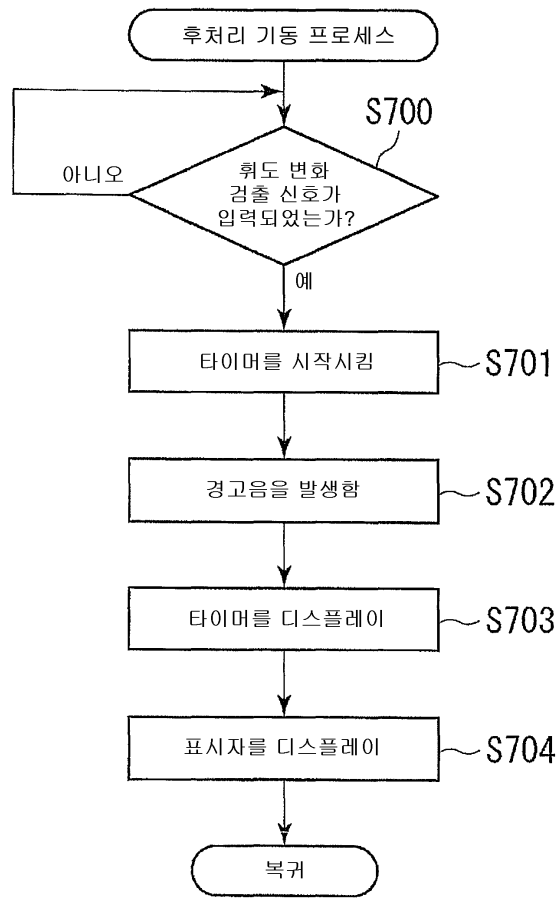 후처리 기동 프로세스
S700
휘도 변화
검출 신호가
입력되었는가?
아니오
예
타이머를 시작시킴
S701
경고음을 발생함
S702
타이머를 디스플레이
S703
표시자를 디스플레이
S704
복귀